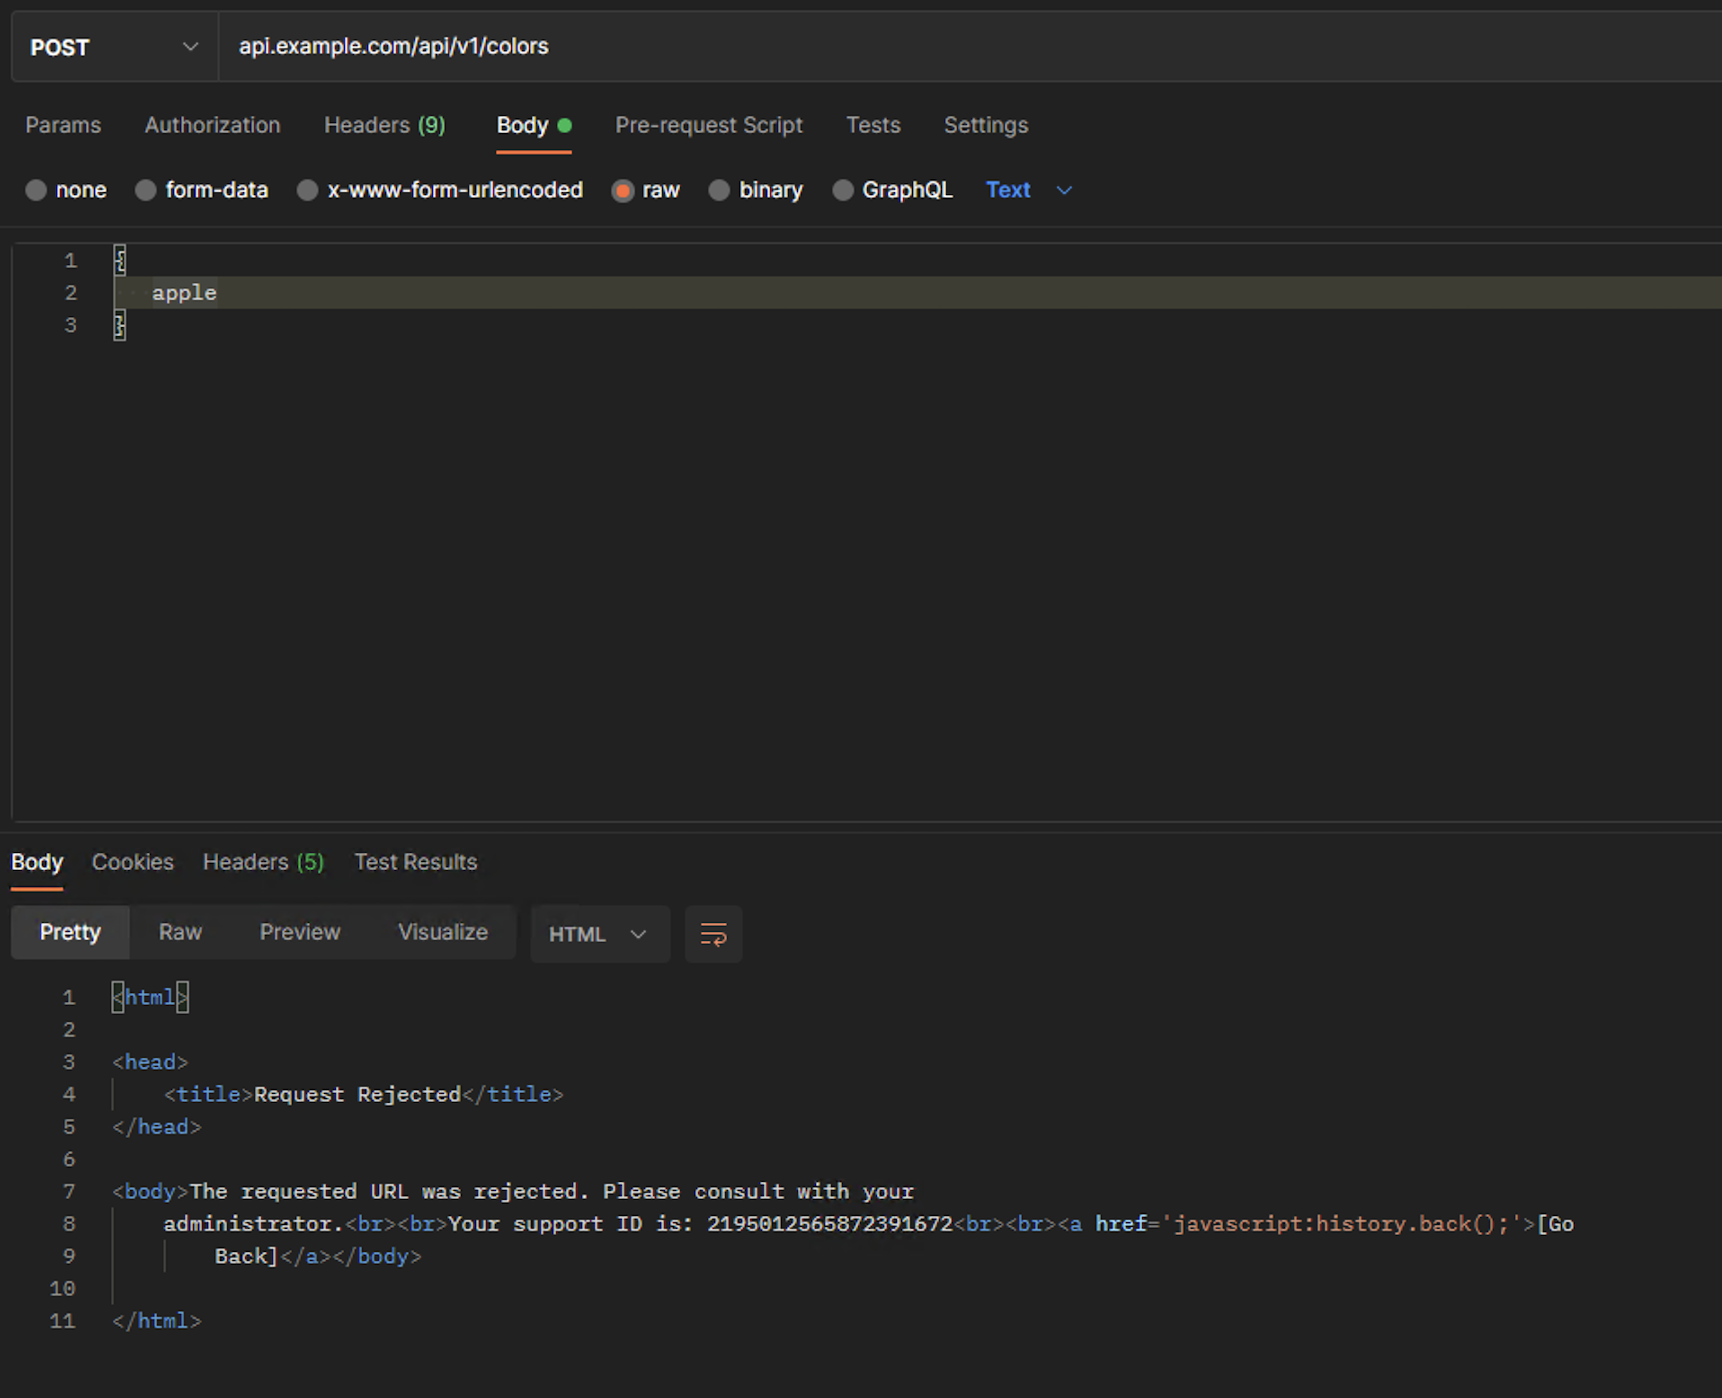 POST api.example.com/api/v1/colors
Params Authorization Headers (9) Body Pre-request Script Tests Settings
none form-data x-www-form-urlencoded raw binary GraphQL Text
1 {
2 apple
3 }
Body Cookies Headers (5) Test Results
Pretty Raw Preview Visualize HTML
1 <html>
2
3 <head>
4 <title>Request Rejected</title>
5 </head>
6
7 <body>The requested URL was rejected. Please consult with your
8 administrator.<br><br>Your support ID is: 2195012565872391672<br><br><a href='javascript:history.back();'>[Go
9 Back]</a></body>
10
11 </html>